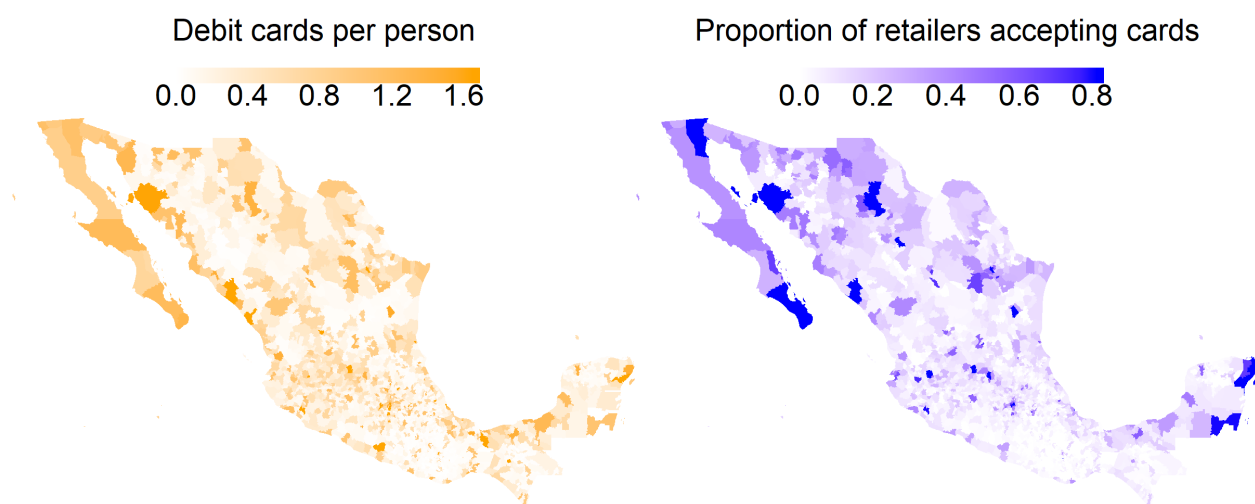 Debit cards per person
0.0 0.4 0.8 1.2 1.6
Proportion of retailers accepting cards
0.0 0.2 0.4 0.6 0.8